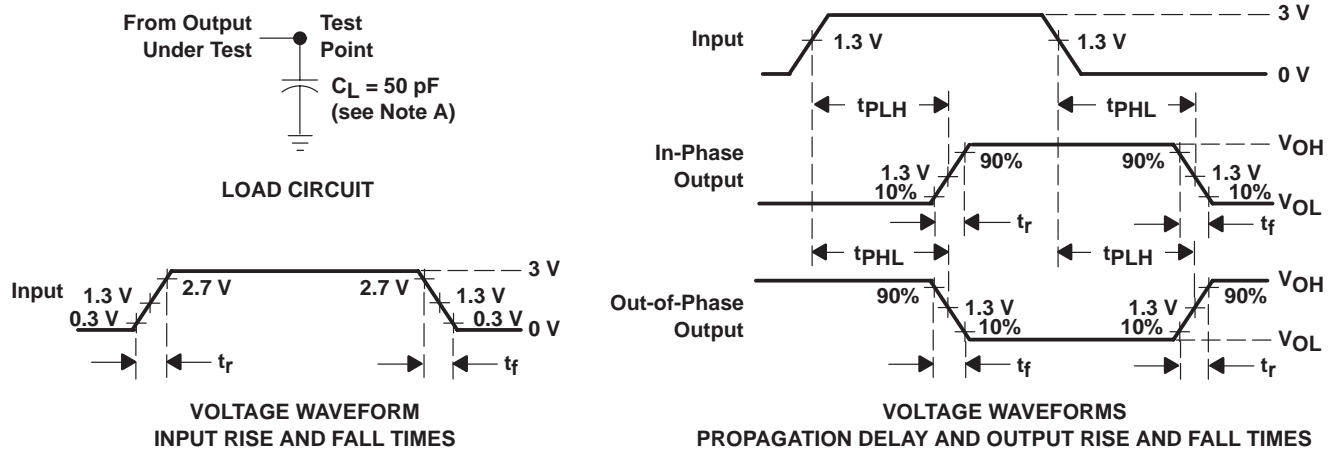 From Output
Under Test
Test
Point
CL = 50 pF
(see Note A)
LOAD CIRCUIT
Input
1.3 V
0.3 V
2.7 V
2.7 V
1.3 V
0.3 V
3 V
0 V
tr
tf
VOLTAGE WAVEFORM
INPUT RISE AND FALL TIMES
Input
1.3 V
1.3 V
3 V
0 V
tPLH
tPHL
In-Phase
Output
1.3 V
10%
90%
90%
1.3 V
10%
VOH
VOL
tr
tf
tPHL
tPLH
Out-of-Phase
Output
90%
1.3 V
10%
1.3 V
10%
90%
VOH
VOL
tf
tr
VOLTAGE WAVEFORMS
PROPAGATION DELAY AND OUTPUT RISE AND FALL TIMES